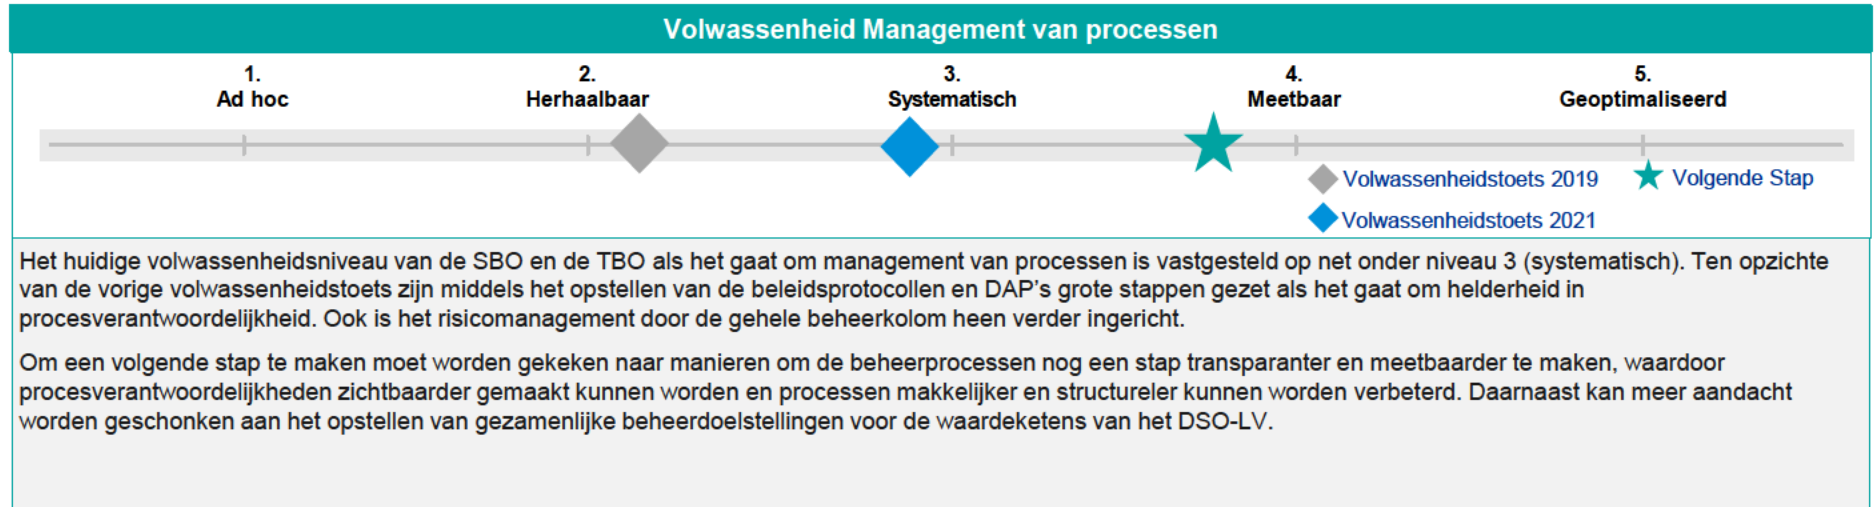 Volwassenheid Management van processen
1. 2. 3. 4. 5.
Ad hoc Herhaalbaar Systematisch Meetbaar Geoptimaliseerd
Volwassenheidstoets 2019 Volgende Stap
Volwassenheidstoets 2021
Het huidige volwassenheidsniveau van de SBO en de TBO als het gaat om management van processen is vastgesteld op net onder niveau 3 (systematisch). Ten opzichte
van de vorige volwassenheidstoets zijn middels het opstellen van de beleidsprotocollen en DAP's grote stappen gezet als het gaat om helderheid in
procesverantwoordelijkheid. Ook is het risicomanagement door de gehele beheerkolom heen verder ingericht.
Om een volgende stap te maken moet worden gekeken naar manieren om de beheerprocessen nog een stap transparanter en meetbaarder te maken, waardoor
procesverantwoordelijkheden zichtbaarder gemaakt kunnen worden en processen makkelijker en structureler kunnen worden verbeterd. Daarnaast kan meer aandacht
worden geschonken aan het opstellen van gezamenlijke beheerdoelstellingen voor de waardeketens van het DSO-LV.